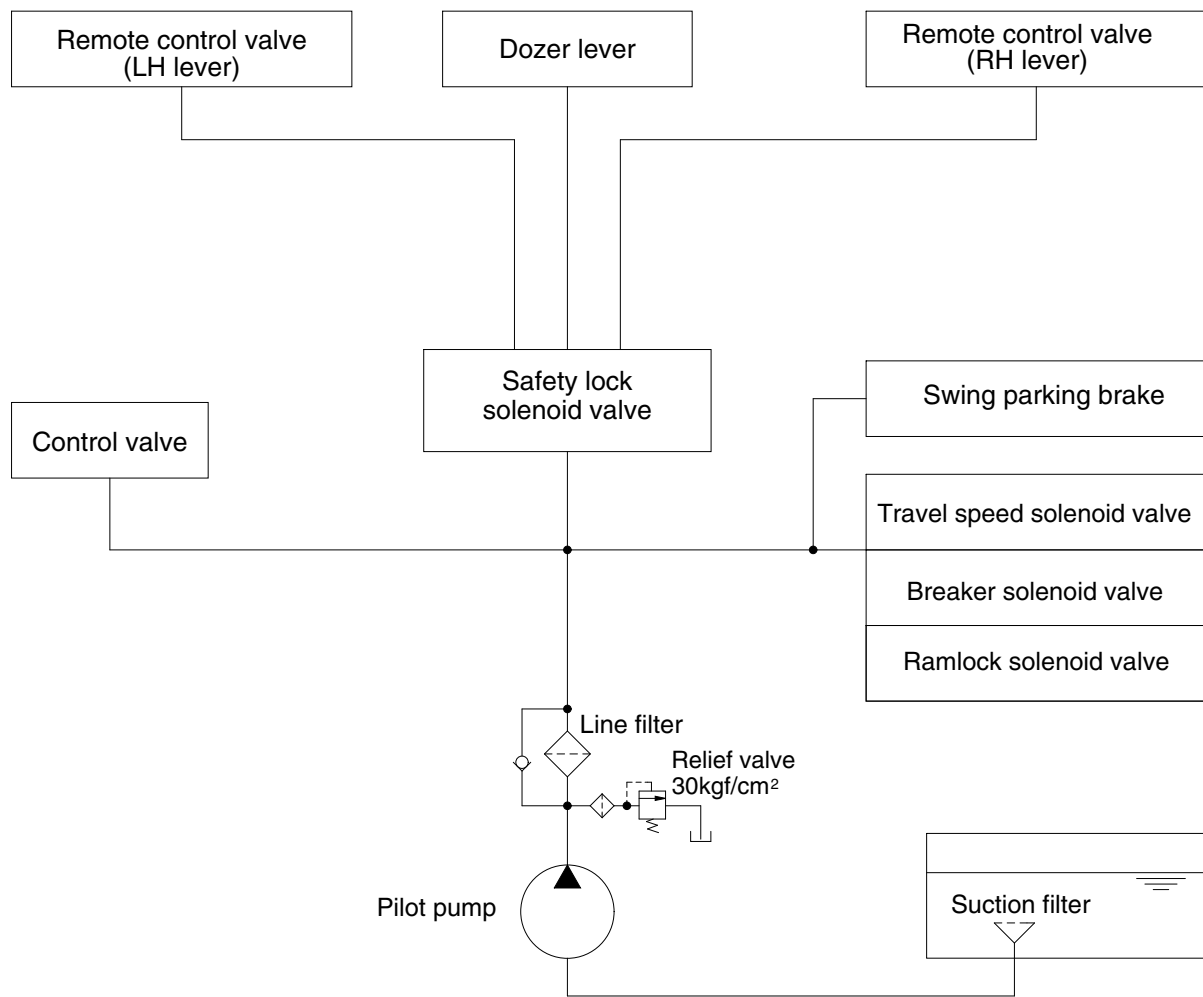 Remote control valve
(LH lever)
Dozer lever
Remote control valve
(RH lever)
Safety lock
solenoid valve
Control valve
Swing parking brake
Travel speed solenoid valve
Breaker solenoid valve
Ramlock solenoid valve
Line filter
Relief valve
30kgf/cm²
Pilot pump
Suction filter